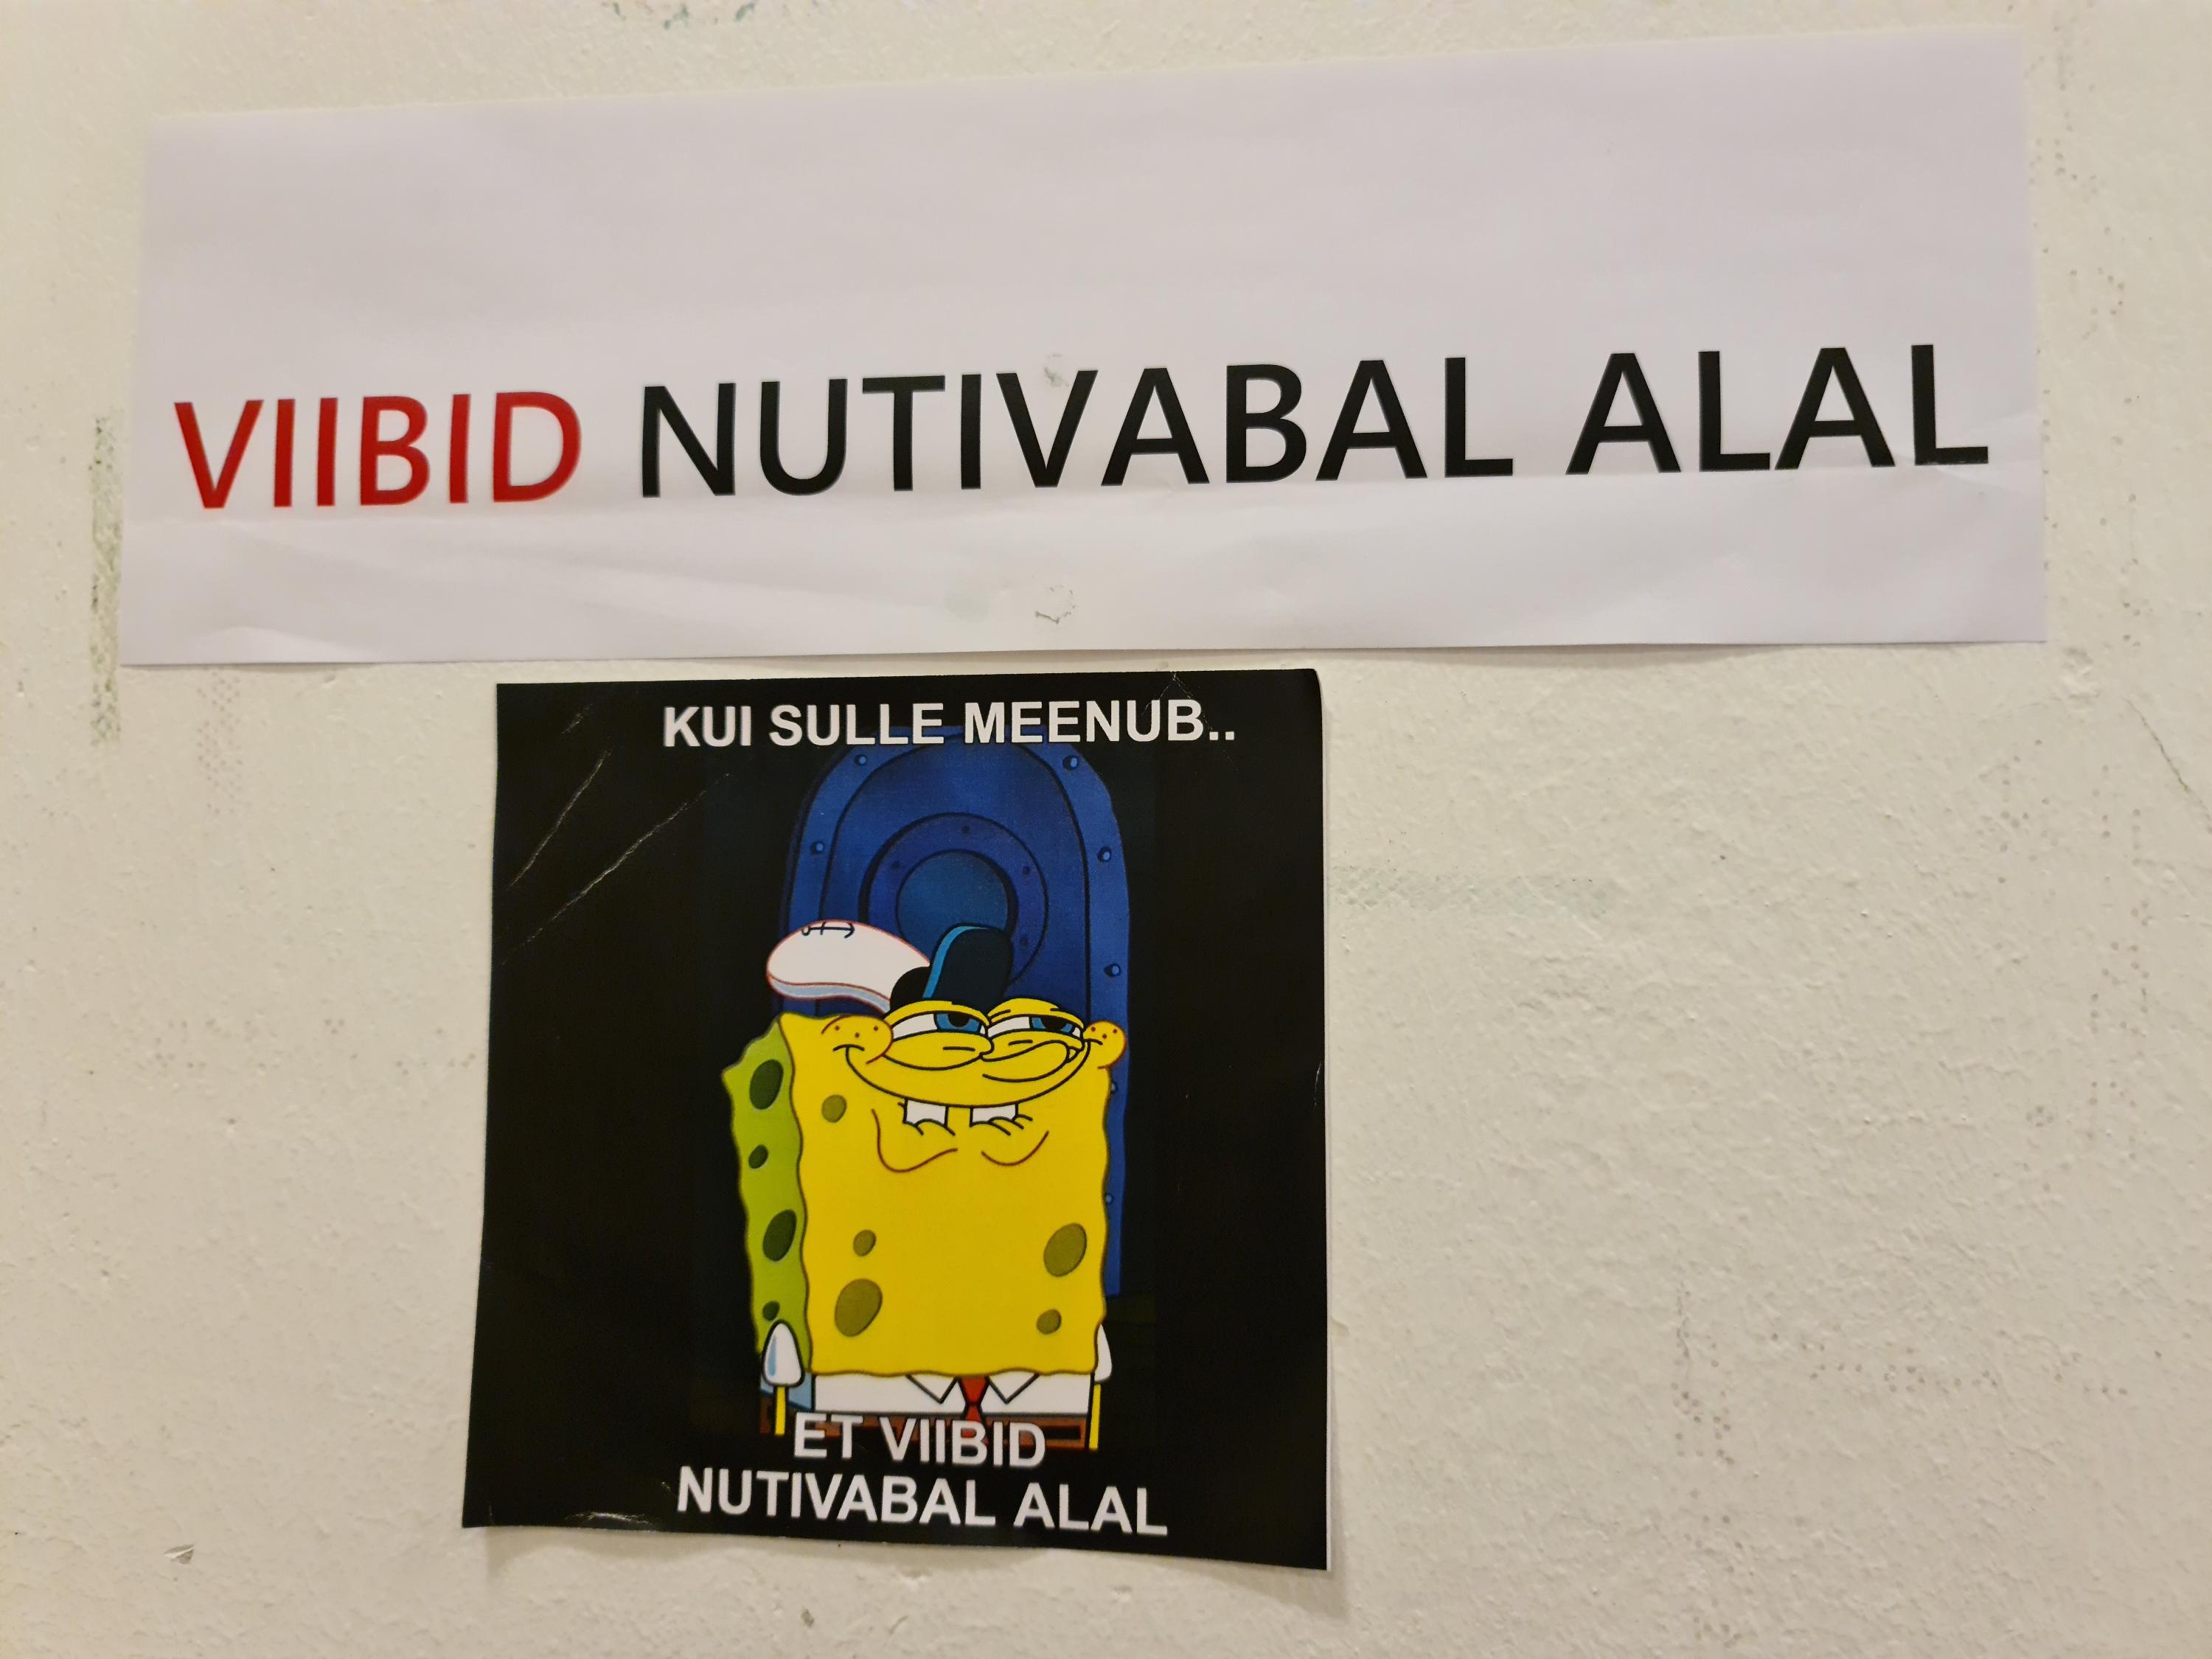 VIIBID NUTIVABAL ALAL
KUI SULLE MEENUB..
ET VIIBID
NUTIVABAL ALAL